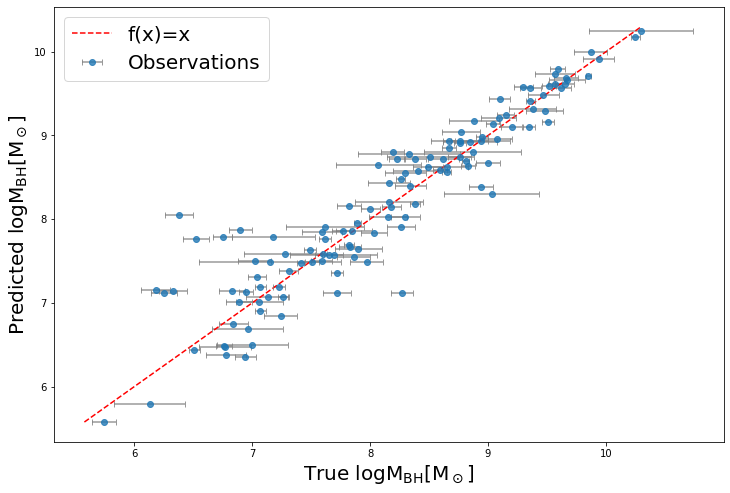 f(x)=x
Observations
Predicted logM_BH[M_⊙]
10
9
8
7
6
6
7
8
9
10
True logM_BH[M_⊙]